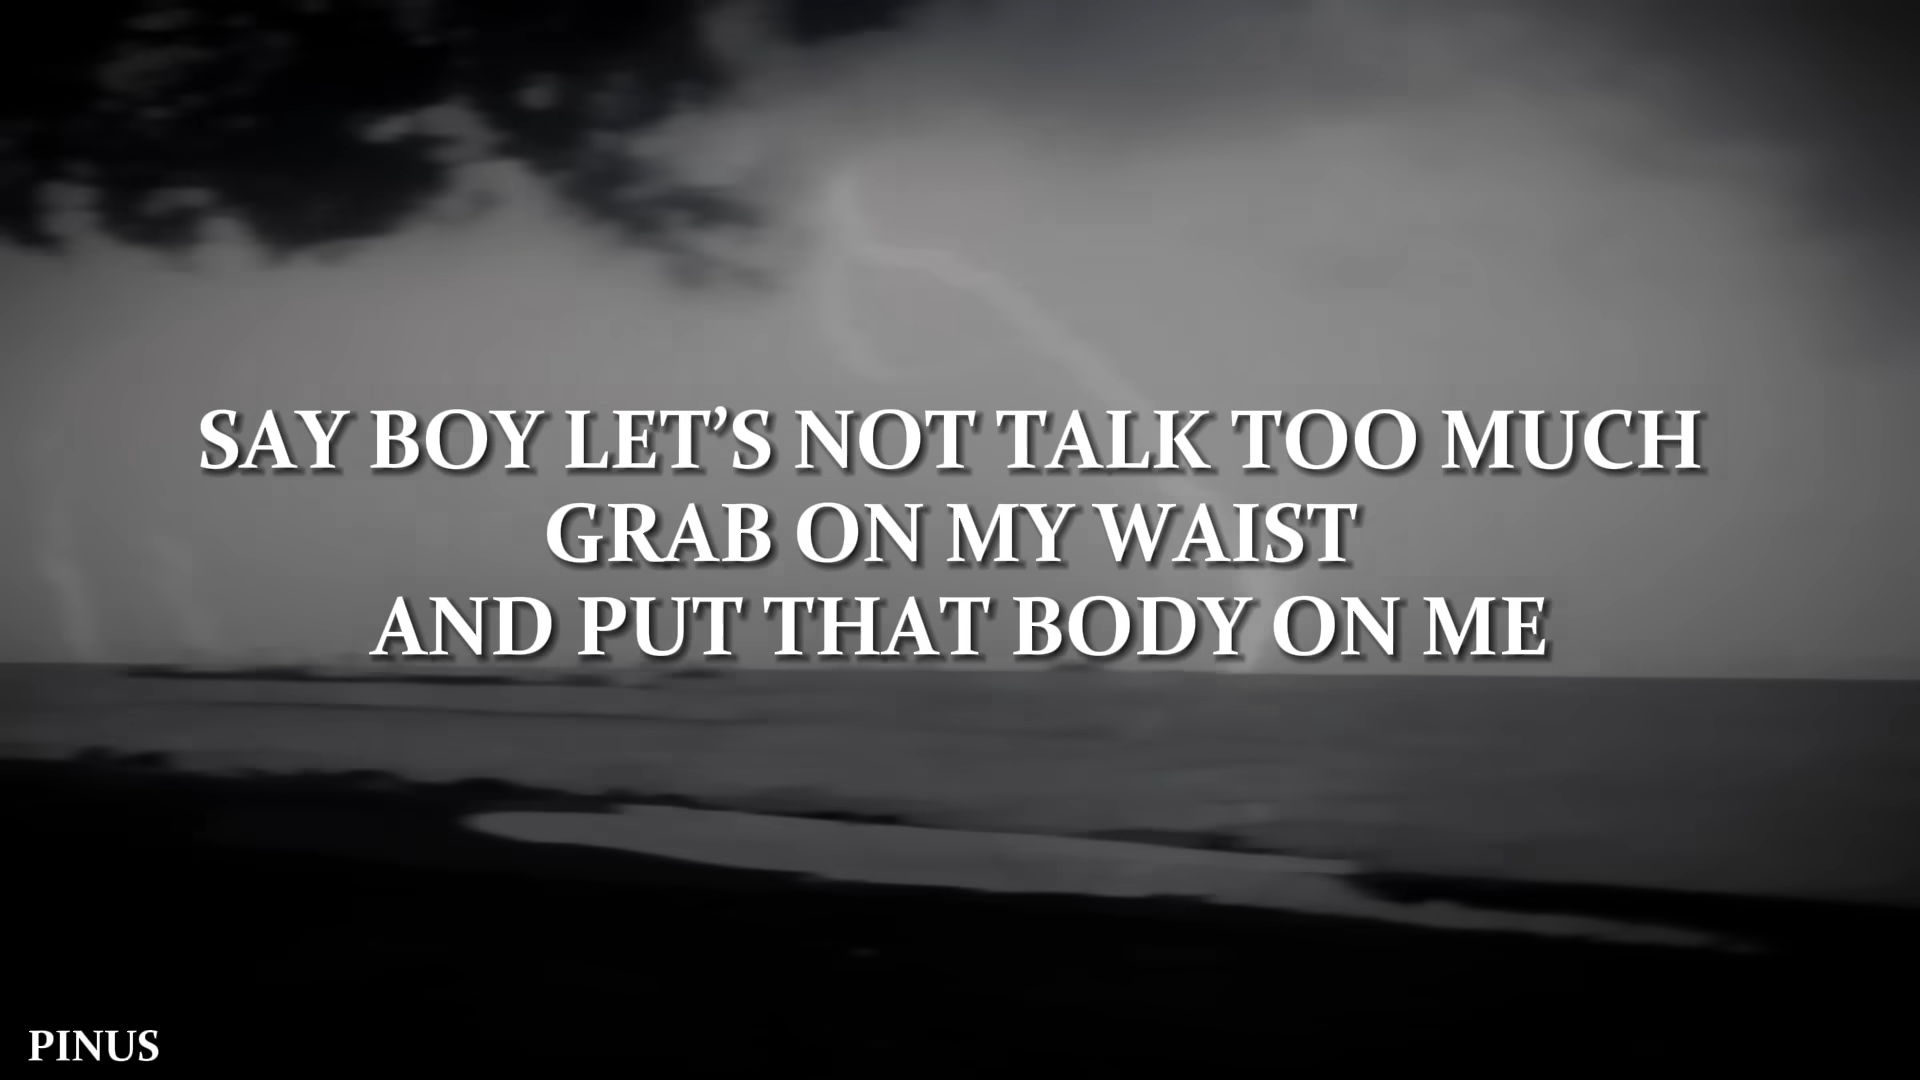 SAY BOY LET’S NOT TALK TOO MUCH
GRAB ON MY WAIST
AND PUT THAT BODY ON ME
PINUS